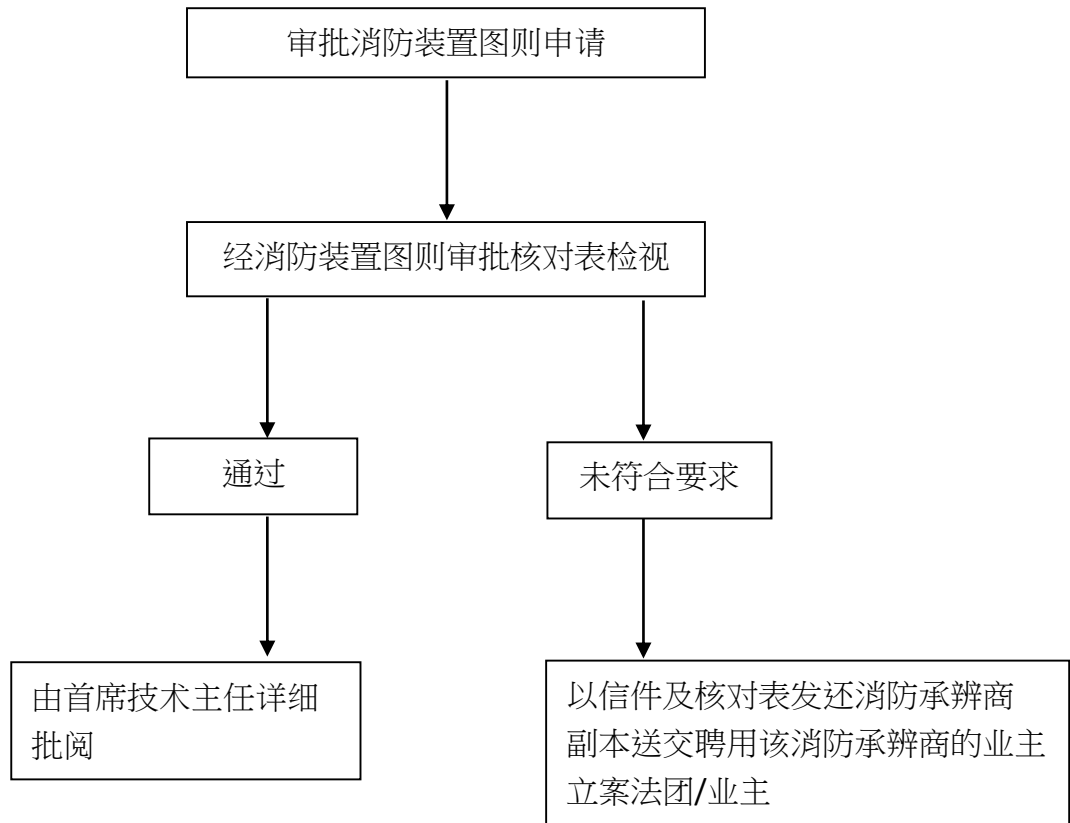 审批消防装置图则申请
经消防装置图则审批核对表检视
通过
未符合要求
由首席技术主任详细
批阅
以信件及核对表发还消防承辨商
副本送交聘用该消防承辨商的业主
立案法团/业主